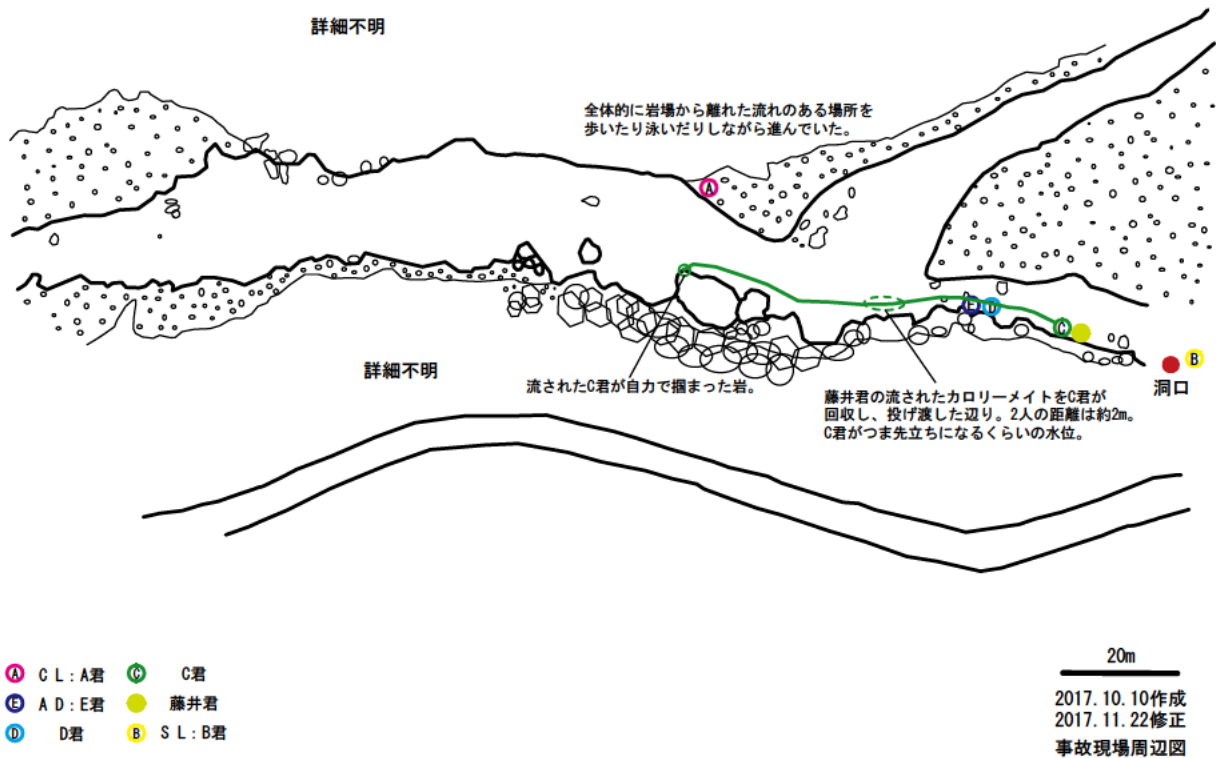 詳細不明
全体的に岩場から離れた流れのある場所を
歩いたり泳いだりしながら進んでいた。
A
E
D
C
B
洞口
詳細不明
流されたC君が自力で掴まった岩。
藤井君の流されたカロリーメイトをC君が
回収し、投げ渡した辺り。2人の距離は約2m。
C君がつま先立ちになるくらいの水位。
A CL:A君
C C君
E AD:E君
藤井君
D D君
B SL:B君
20m
2017.10.10作成
2017.11.22修正
事故現場周辺図